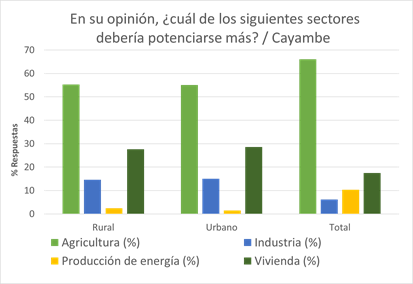 En su opinión, ¿cuál de los siguientes sectores
debería potenciarse más? / Cayambe
70
60
50
40
30
20
10
0
% Respuestas
Rural Urbano Total
Agricultura (%) Industria (%)
Producción de energía (%) Vivienda (%)